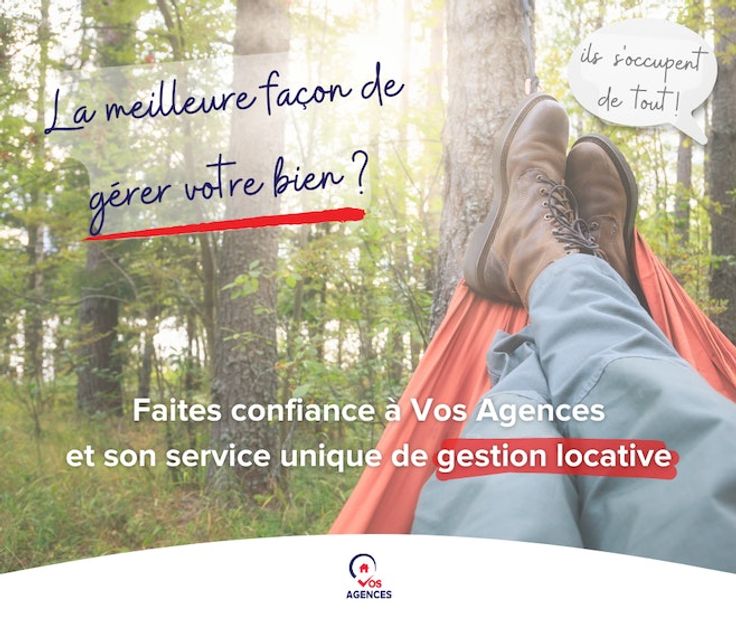 La meilleure façon de
gérer votre bien ?
ils s'occupent
de tout !
Faites confiance à Vos Agences
et son service unique de gestion locative
VOS
AGENCES